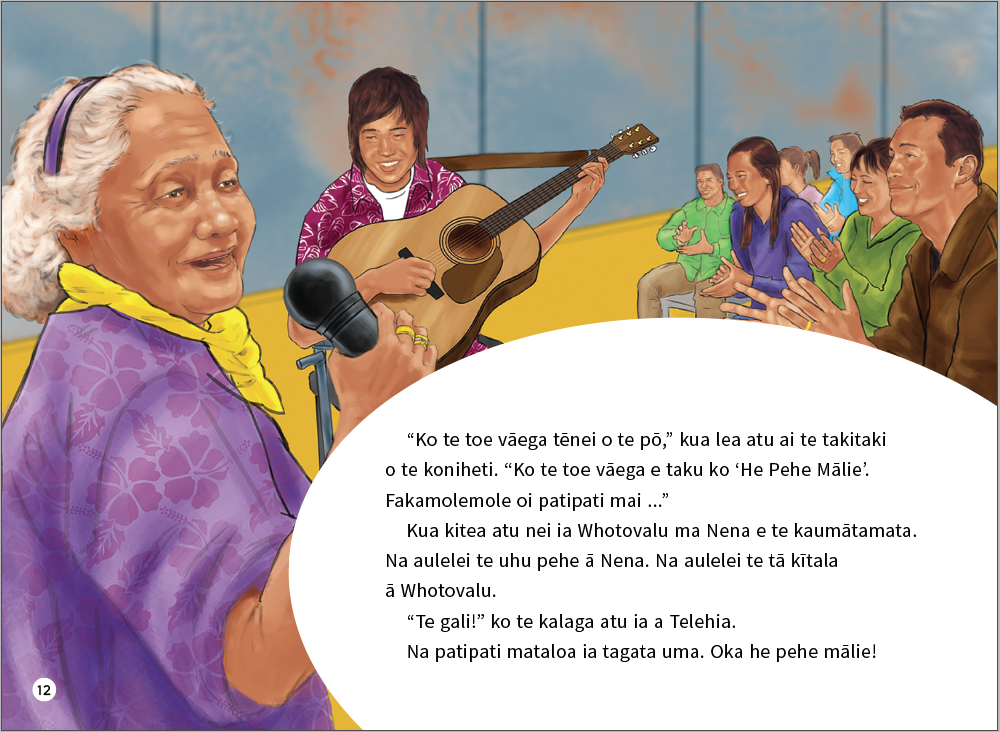 “Ko te toe vāega tēnei o te pō,” kua lea atu ai te takitaki
o te koniheti. “Ko te toe vāega e taku ko ‘He Pehe Mālie’.
Fakamolemole oi patipati mai ...”
Kua kitea atu nei ia Whotovalu ma Nena e te kaumātamata.
Na aulelei te uhu pehe ā Nena. Na aulelei te tā kītala
ā Whotovalu.
“Te gali!” ko te kalaga atu ia a Telehia.
Na patipati mataloa ia tagata uma. Oka he pehe mālie!
12